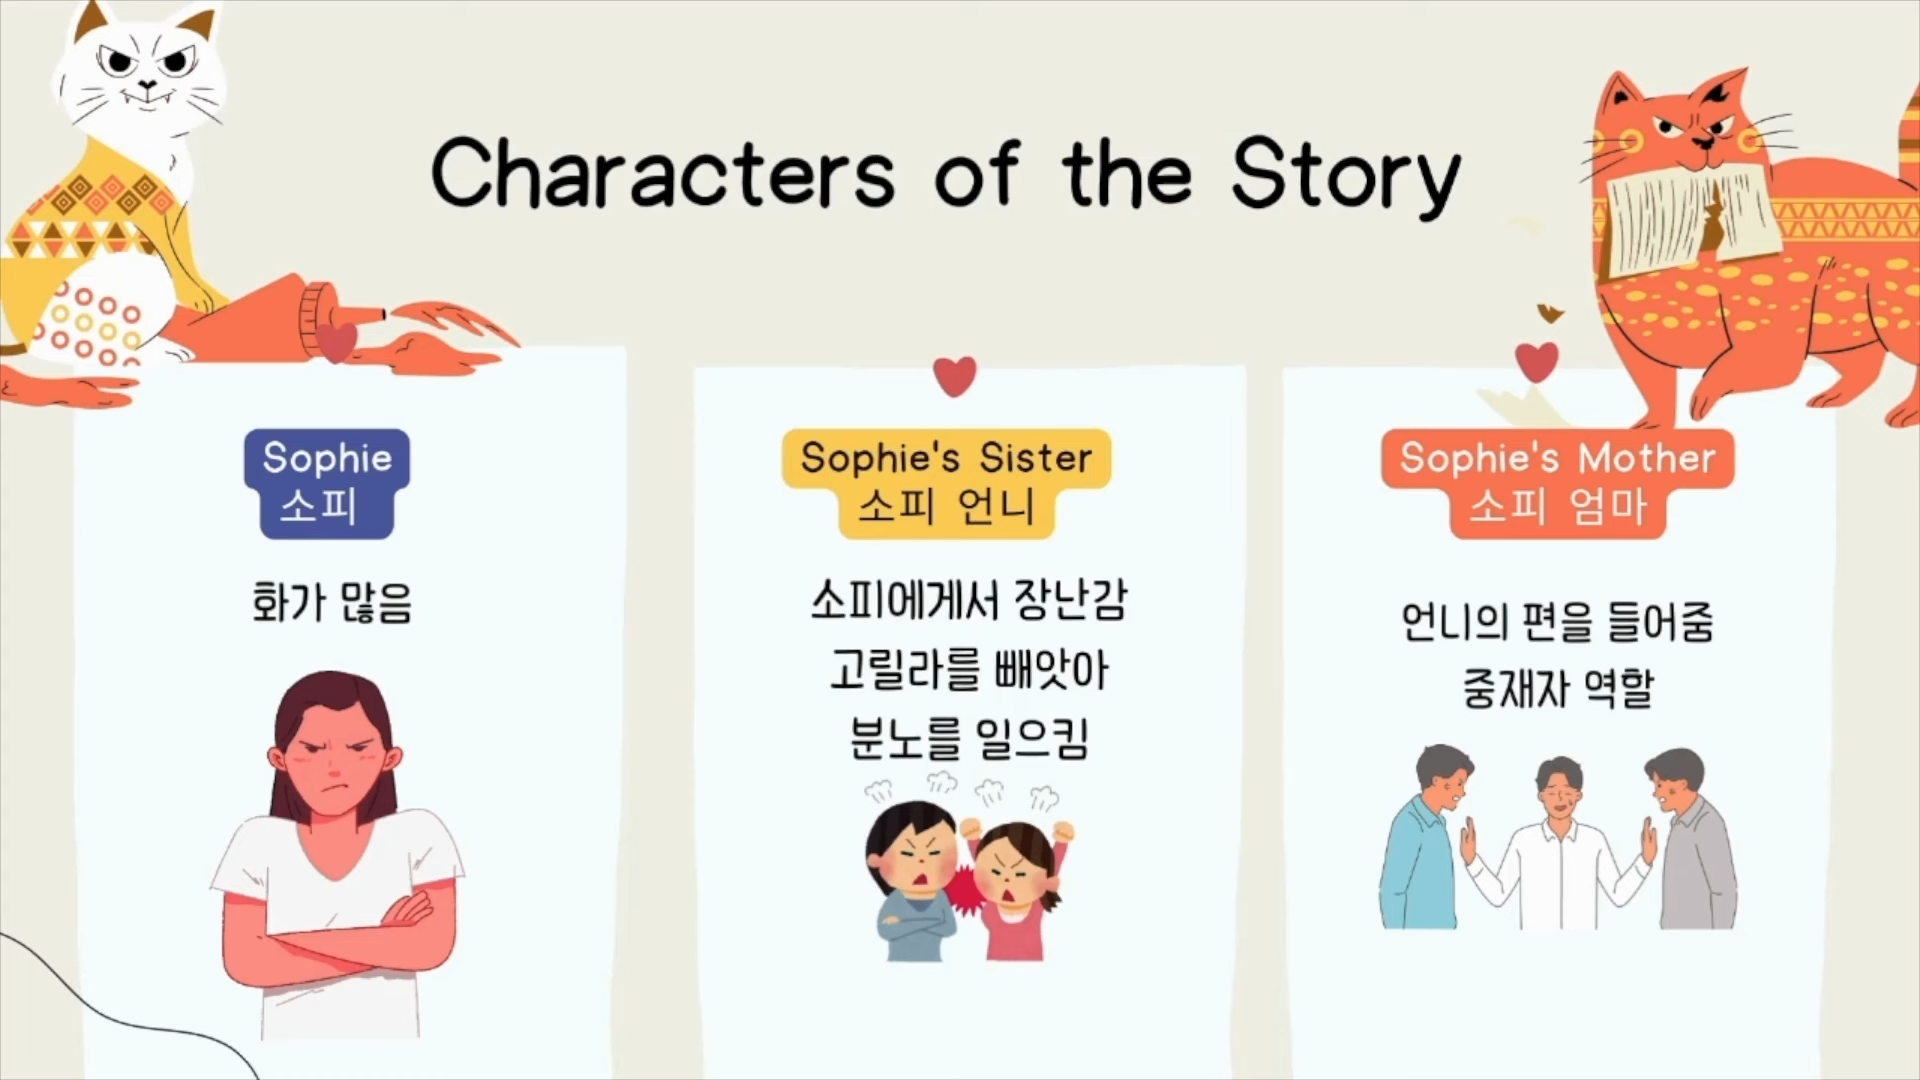 Characters of the Story
Sophie
소피
화가 많음
Sophie's Sister
소피 언니
소피에게서 장난감
고릴라를 빼앗아
분노를 일으킴
Sophie's Mother
소피 엄마
언니의 편을 들어줌
중재자 역할